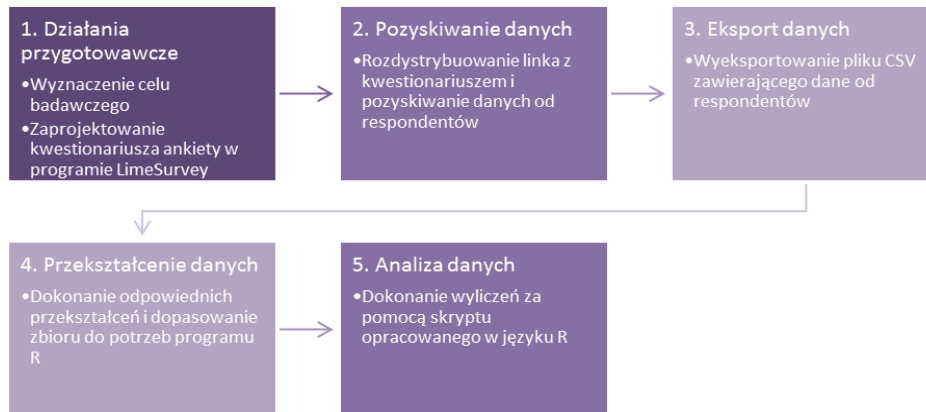 1. Działania
przygotowawcze
•Wyznaczenie celu
badawczego
•Zaprojektowanie
kwestionariusza ankiety w
programie LimeSurvey
2. Pozyskiwanie danych
•Rozdystrybuowanie linka z
kwestionariuszem i
pozyskiwanie danych od
respondentów
3. Eksport danych
•Wyeksportowanie pliku CSV
zawierającego dane od
respondentów
4. Przekształcenie danych
•Dokonanie odpowiednich
przekształceń i dopasowanie
zbioru do potrzeb programu
R
5. Analiza danych
•Dokonanie wyliczeń za
pomocą skryptu
opracowanego w języku R